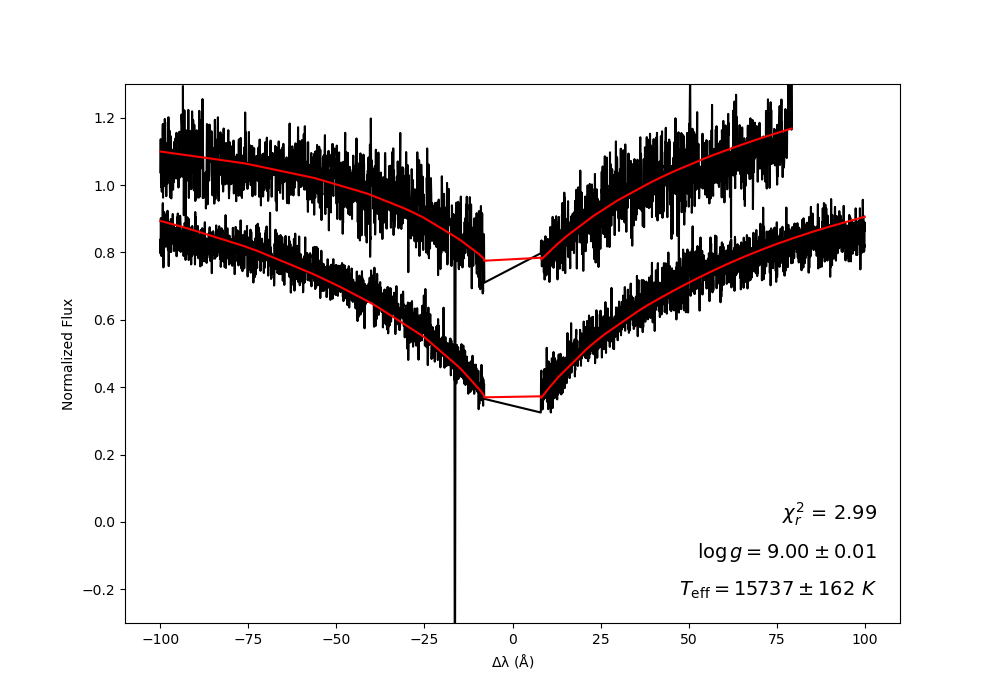 1.2
1.0
0.8
0.6
0.4
0.2
0.0
−0.2
Normalized Flux
χ²ᵣ = 2.99
log g = 9.00 ± 0.01
T_eff = 15737 ± 162 K
−100 −75 −50 −25 0 25 50 75 100
Δλ (Å)